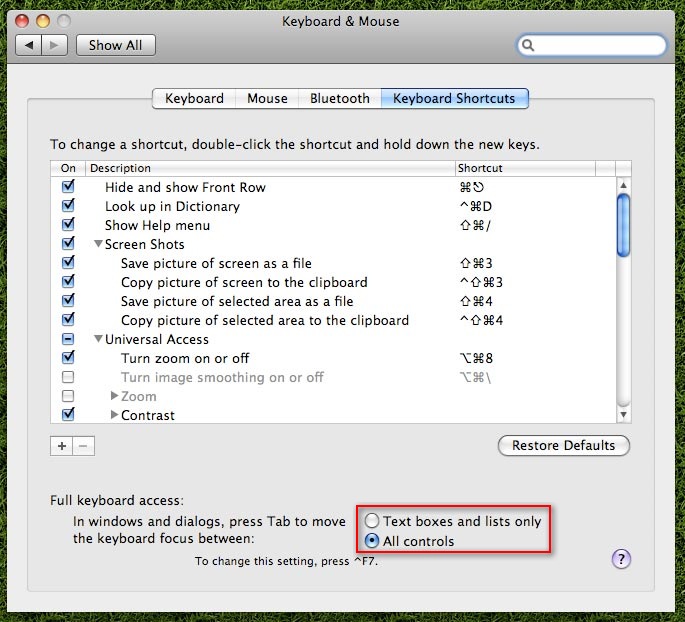 Keyboard & Mouse
Show All
Keyboard Mouse Bluetooth Keyboard Shortcuts
To change a shortcut, double-click the shortcut and hold down the new keys.
On Description Shortcut
Hide and show Front Row ⌘⎋
Look up in Dictionary ^⌘D
Show Help menu ⇧⌘/
Screen Shots
Save picture of screen as a file ⇧⌘3
Copy picture of screen to the clipboard ^⇧⌘3
Save picture of selected area as a file ⇧⌘4
Copy picture of selected area to the clipboard ^⇧⌘4
Universal Access
Turn zoom on or off ⌥⌘8
Turn image smoothing on or off ⌥⌘\
Zoom
Contrast
+ − Restore Defaults
Full keyboard access:
In windows and dialogs, press Tab to move Text boxes and lists only
the keyboard focus between: All controls
To change this setting, press ^F7.
?